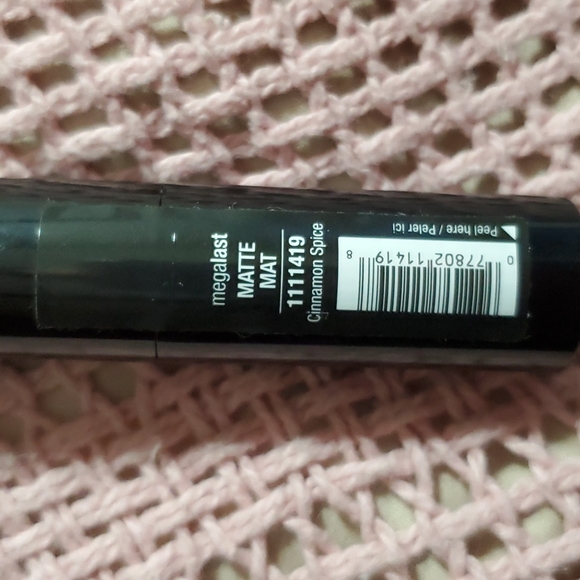 megalast
MATTE
MAT
1111419
Cinnamon Spice
Peel here / Peler ici
0 77802 11419 8